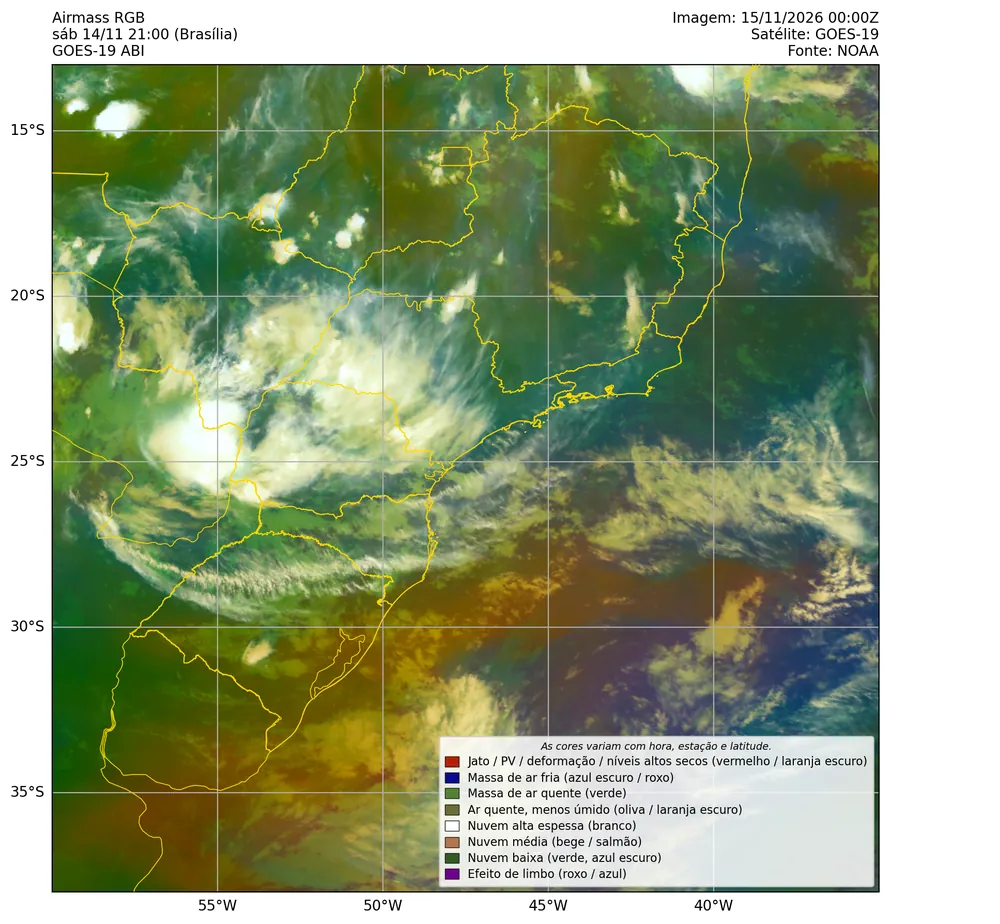 Airmass RGB
sáb 14/11 21:00 (Brasília)
GOES-19 ABI
Imagem: 15/11/2026 00:00Z
Satélite: GOES-19
Fonte: NOAA
15°S
20°S
25°S
30°S
35°S
55°W
50°W
45°W
40°W
As cores variam com hora, estação e latitude.
Jato / PV / deformação / níveis altos secos (vermelho / laranja escuro)
Massa de ar fria (azul escuro / roxo)
Massa de ar quente (verde)
Ar quente, menos úmido (oliva / laranja escuro)
Nuvem alta espessa (branco)
Nuvem média (bege / salmão)
Nuvem baixa (verde, azul escuro)
Efeito de limbo (roxo / azul)